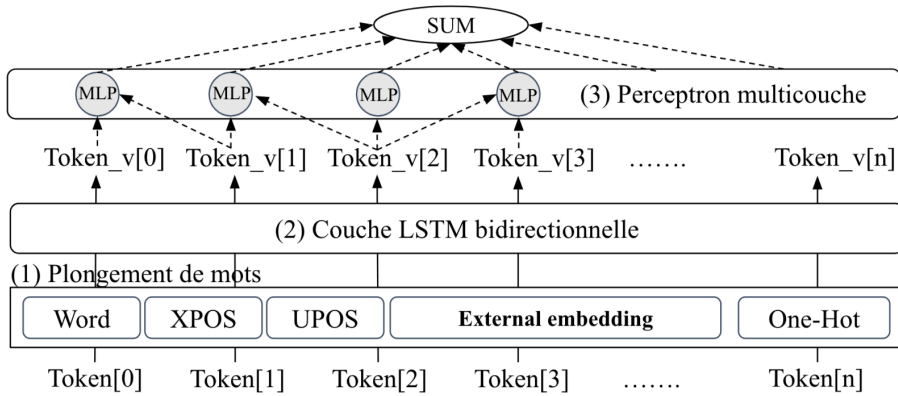 SUM
MLP MLP MLP MLP (3) Perceptron multicouche
Token_v[0] Token_v[1] Token_v[2] Token_v[3] ....... Token_v[n]
(2) Couche LSTM bidirectionnelle
(1) Plongement de mots
Word XPOS UPOS External embedding One-Hot
Token[0] Token[1] Token[2] Token[3] ....... Token[n]